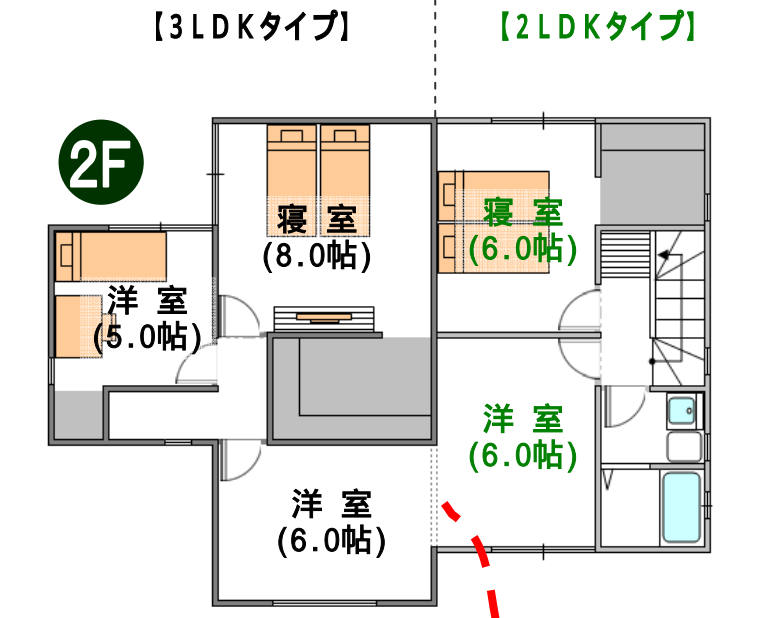 【3LDKタイプ】
【2LDKタイプ】
2F
寝 室
(8.0帖)
寝 室
(6.0帖)
洋 室
(5.0帖)
洋 室
(6.0帖)
洋 室
(6.0帖)